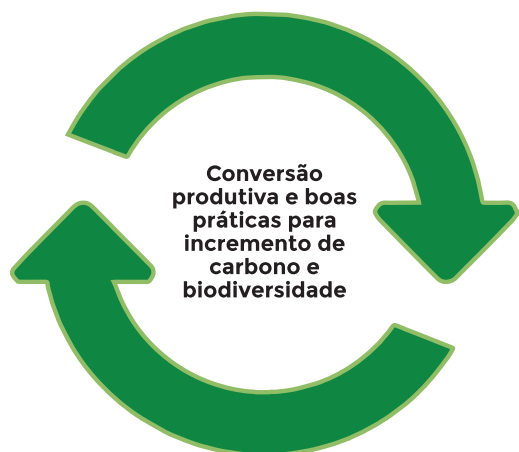 Conversão
produtiva e boas
práticas para
incremento de
carbono e
biodiversidade